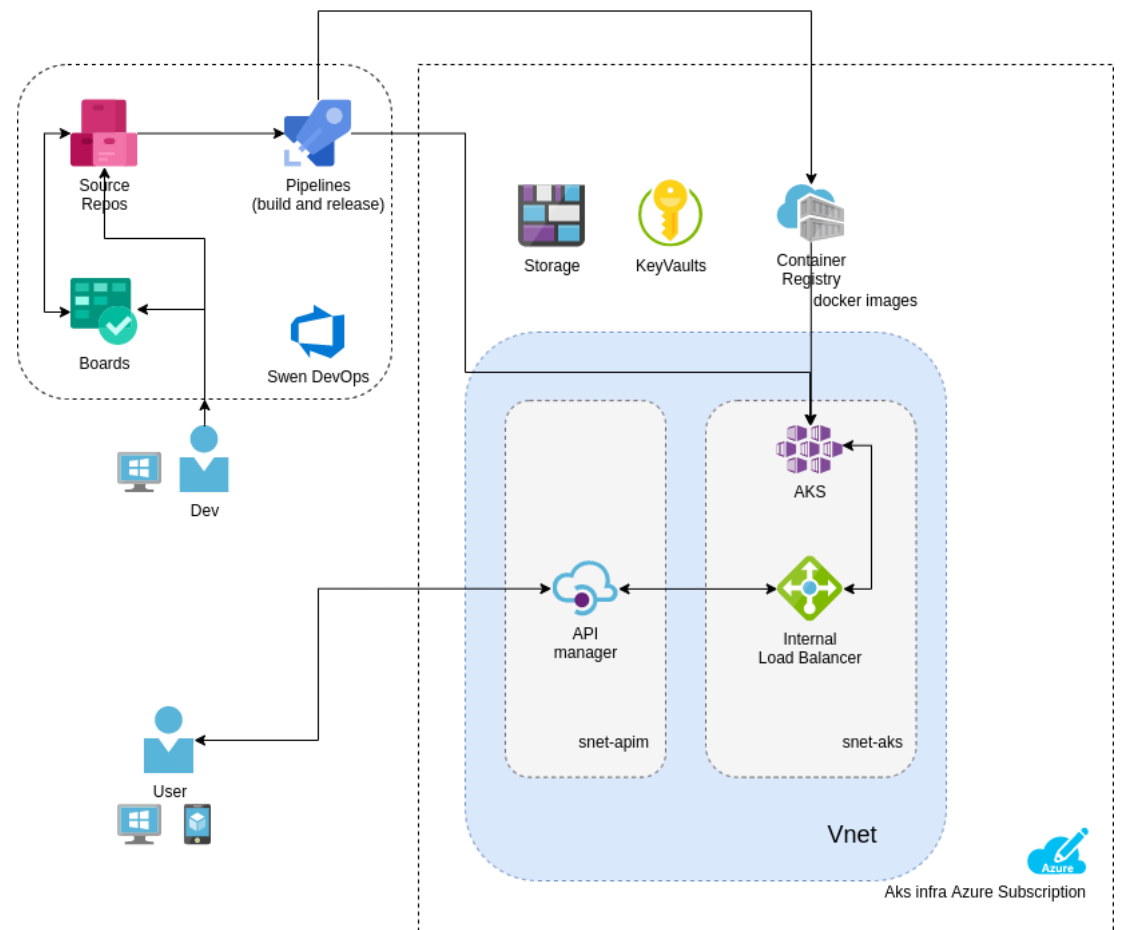 Source
Repos
Pipelines
(build and release)
Storage
KeyVaults
Container
Registry
docker images
Boards
Swen DevOps
Dev
AKS
API
manager
Internal
Load Balancer
snet-apim
snet-aks
User
Vnet
Azure
Aks infra Azure Subscription